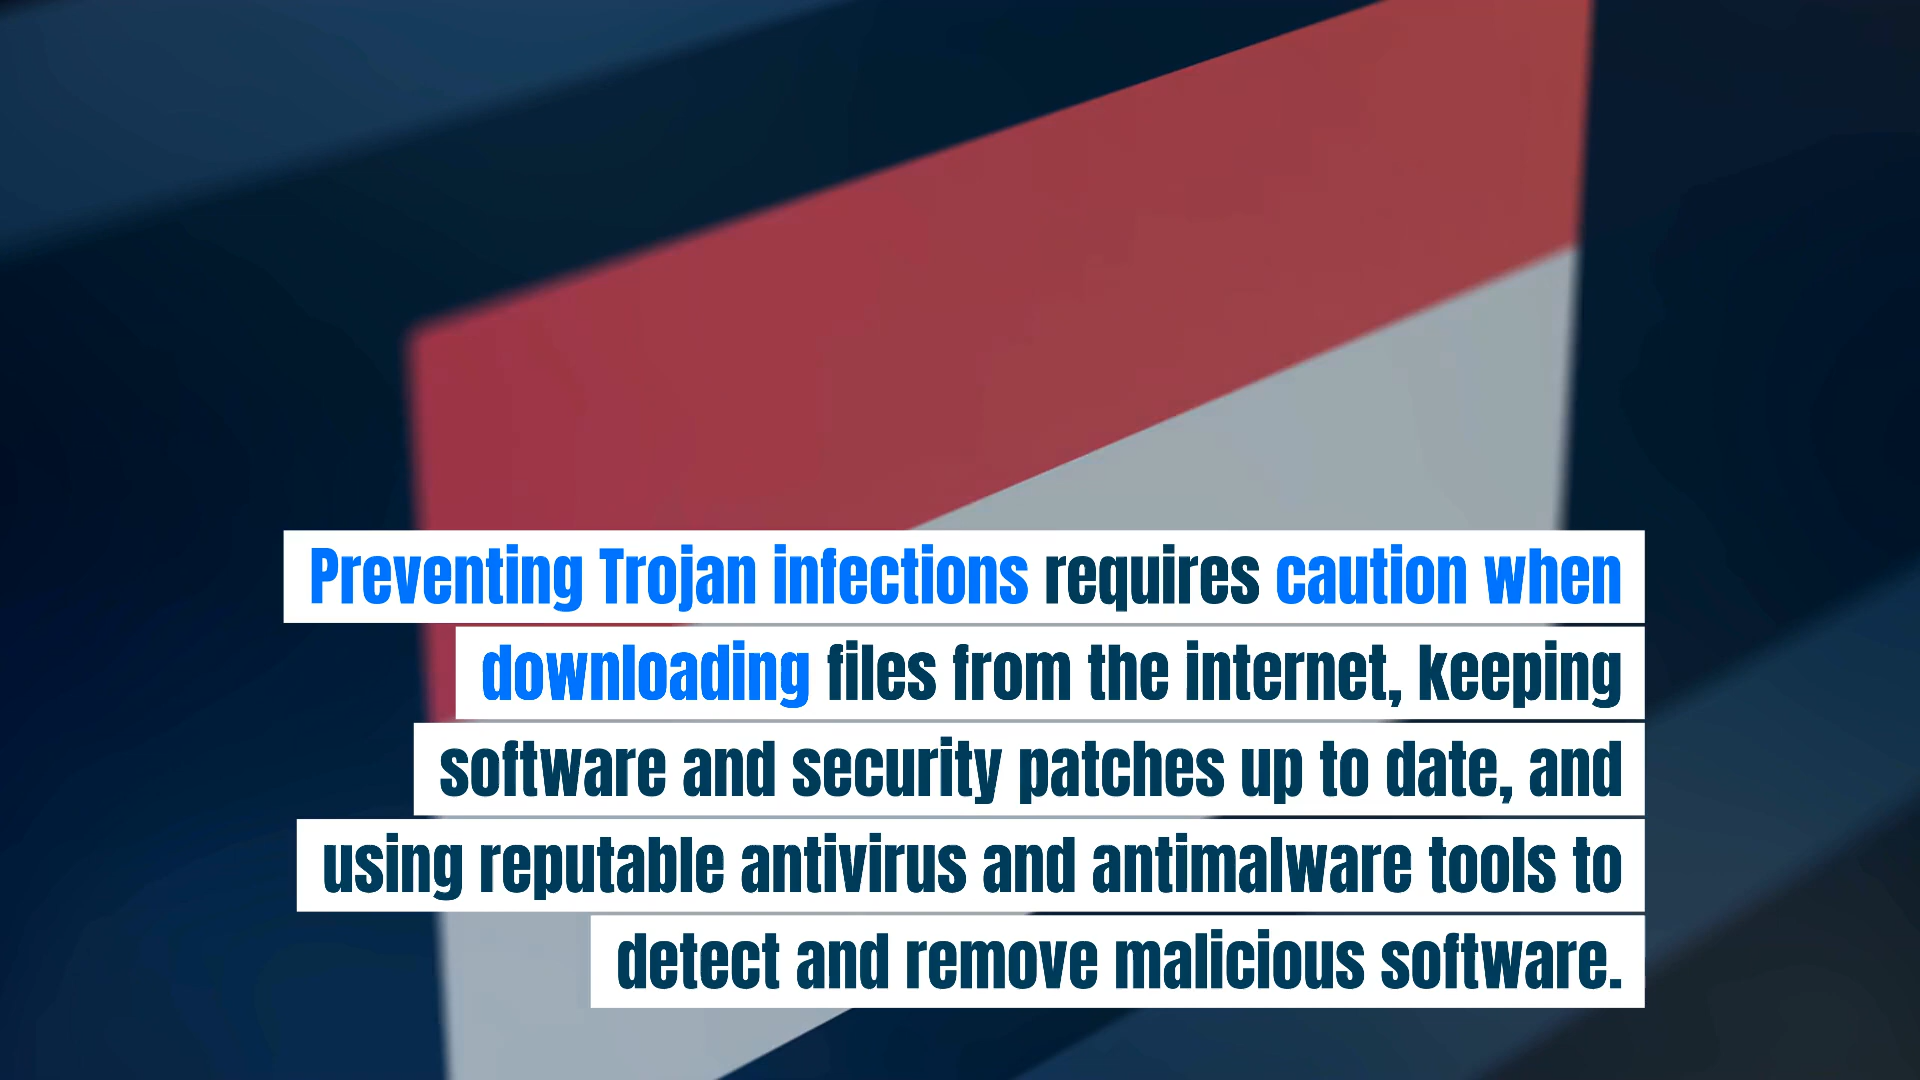 Preventing Trojan infections requires caution when
downloading files from the internet, keeping
software and security patches up to date, and
using reputable antivirus and antimalware tools to
detect and remove malicious software.